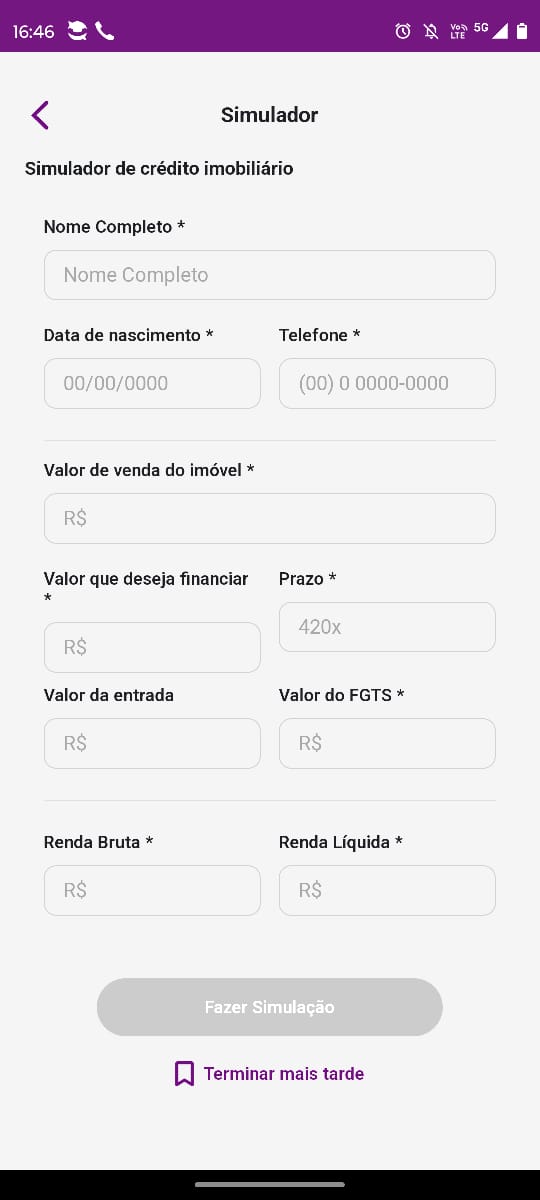 16:46
Vo)) LTE 5G
Simulador
Simulador de crédito imobiliário
Nome Completo *
Nome Completo
Data de nascimento * Telefone *
00/00/0000 (00) 0 0000-0000
Valor de venda do imóvel *
R$
Valor que deseja financiar
*
Prazo *
R$
420x
Valor da entrada Valor do FGTS *
R$ R$
Renda Bruta * Renda Líquida *
R$ R$
Fazer Simulação
Terminar mais tarde